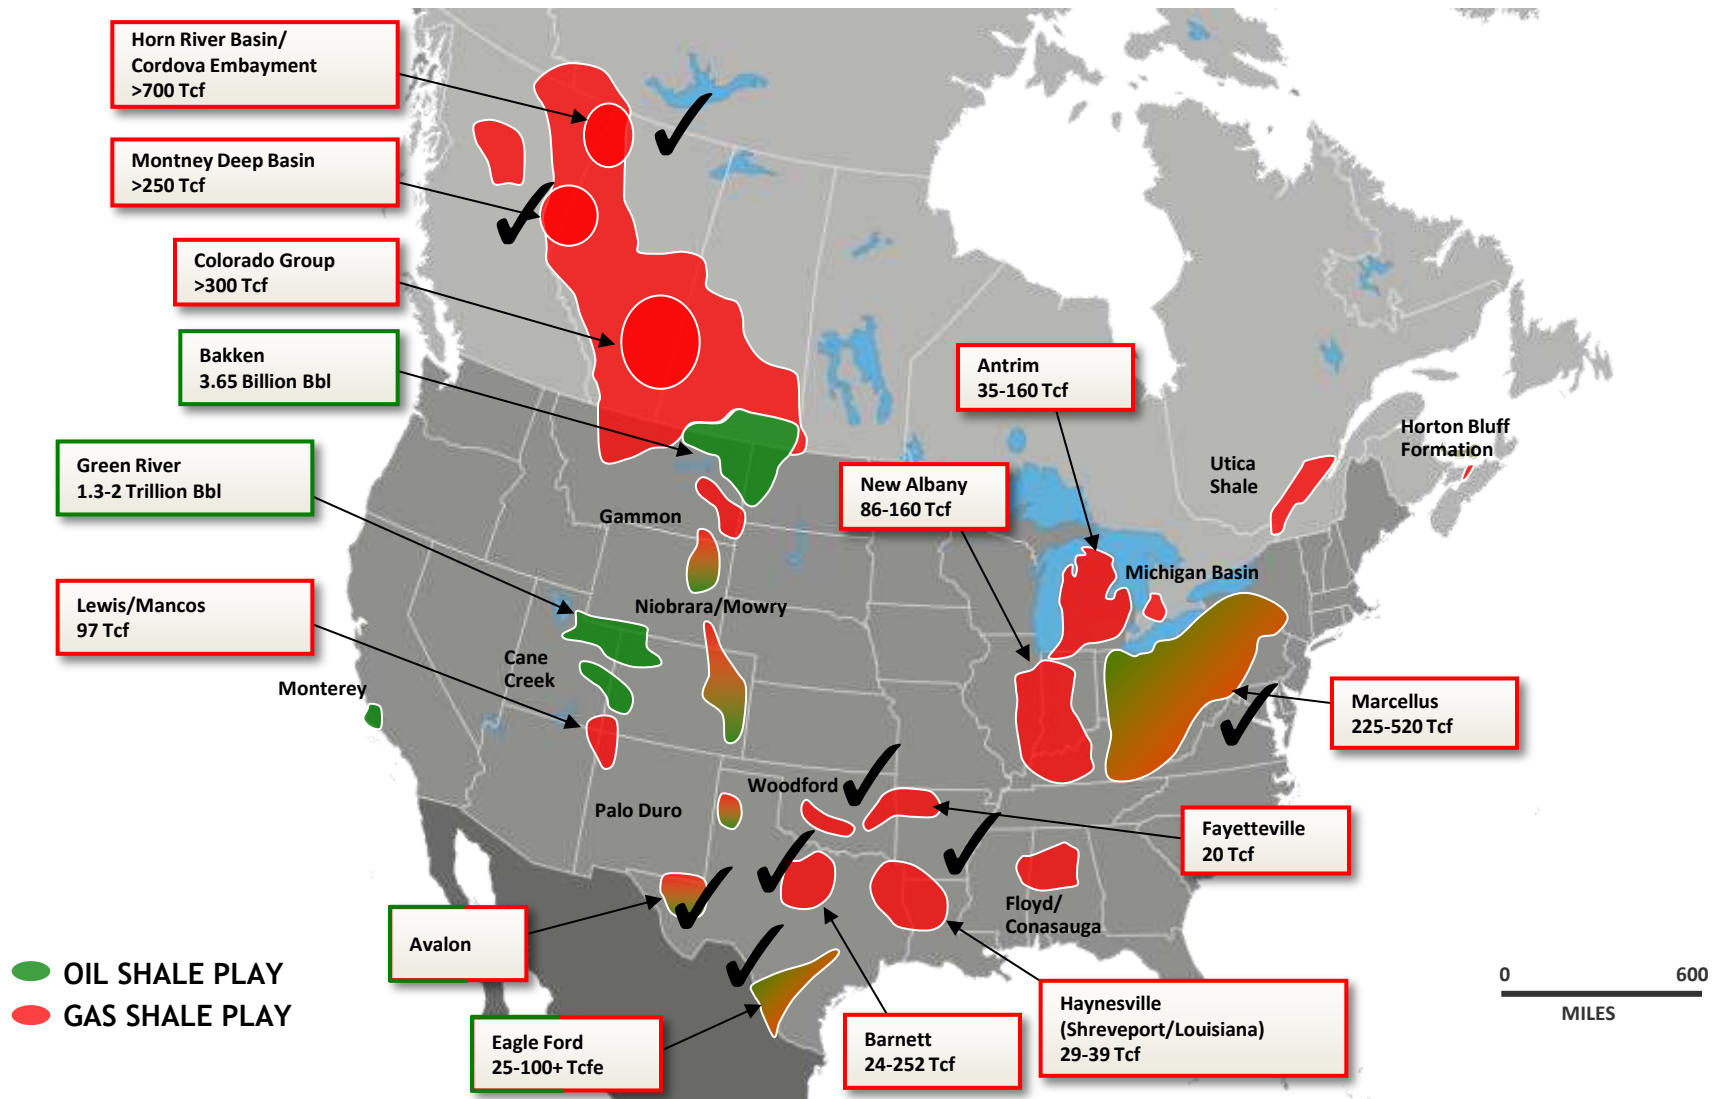 Horn River Basin/
Cordova Embayment
>700 Tcf
Montney Deep Basin
>250 Tcf
Colorado Group
>300 Tcf
Bakken
3.65 Billion Bbl
Green River
1.3-2 Trillion Bbl
Lewis/Mancos
97 Tcf
Monterey
Cane
Creek
Gammon
Niobrara/Mowry
Palo Duro
Woodford
Antrim
35-160 Tcf
New Albany
86-160 Tcf
Michigan Basin
Utica
Shale
Horton Bluff
Formation
Marcellus
225-520 Tcf
Fayetteville
20 Tcf
Floyd/
Conasauga
Haynesville
(Shreveport/Louisiana)
29-39 Tcf
Barnett
24-252 Tcf
Avalon
Eagle Ford
25-100+ Tcfe
OIL SHALE PLAY
GAS SHALE PLAY
0 600
MILES